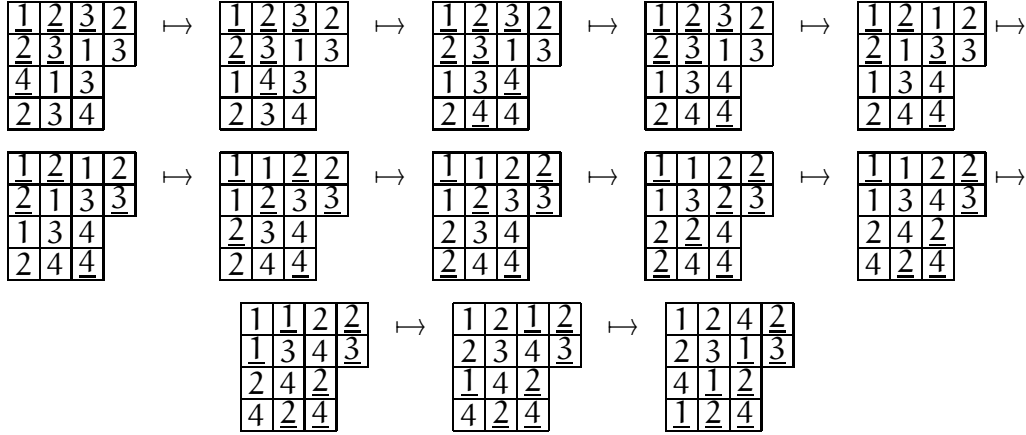 1 2 3 2 ↦ 1 2 3 2 ↦ 1 2 3 2 ↦ 1 2 3 2 ↦ 1 2 1 2 ↦
2 3 1 3 2 3 1 3 2 3 1 3 2 3 1 3 2 1 3 3
4 1 3 1 4 3 1 3 4 1 3 4 1 3 4
2 3 4 2 3 4 2 4 4 2 4 4 2 4 4
1 2 1 2 ↦ 1 1 2 2 ↦ 1 1 2 2 ↦ 1 1 2 2 ↦ 1 1 2 2 ↦
2 1 3 3 1 2 3 3 1 2 3 3 1 3 2 3 1 3 4 3
1 3 4 2 3 4 2 3 4 2 2 4 2 4 2
2 4 4 2 4 4 2 4 4 2 4 4 4 2 4
1 1 2 2 ↦ 1 2 1 2 ↦ 1 2 4 2
1 3 4 3 2 3 4 3 2 3 1 3
2 4 2 1 4 2 4 1 2
4 2 4 4 2 4 1 2 4